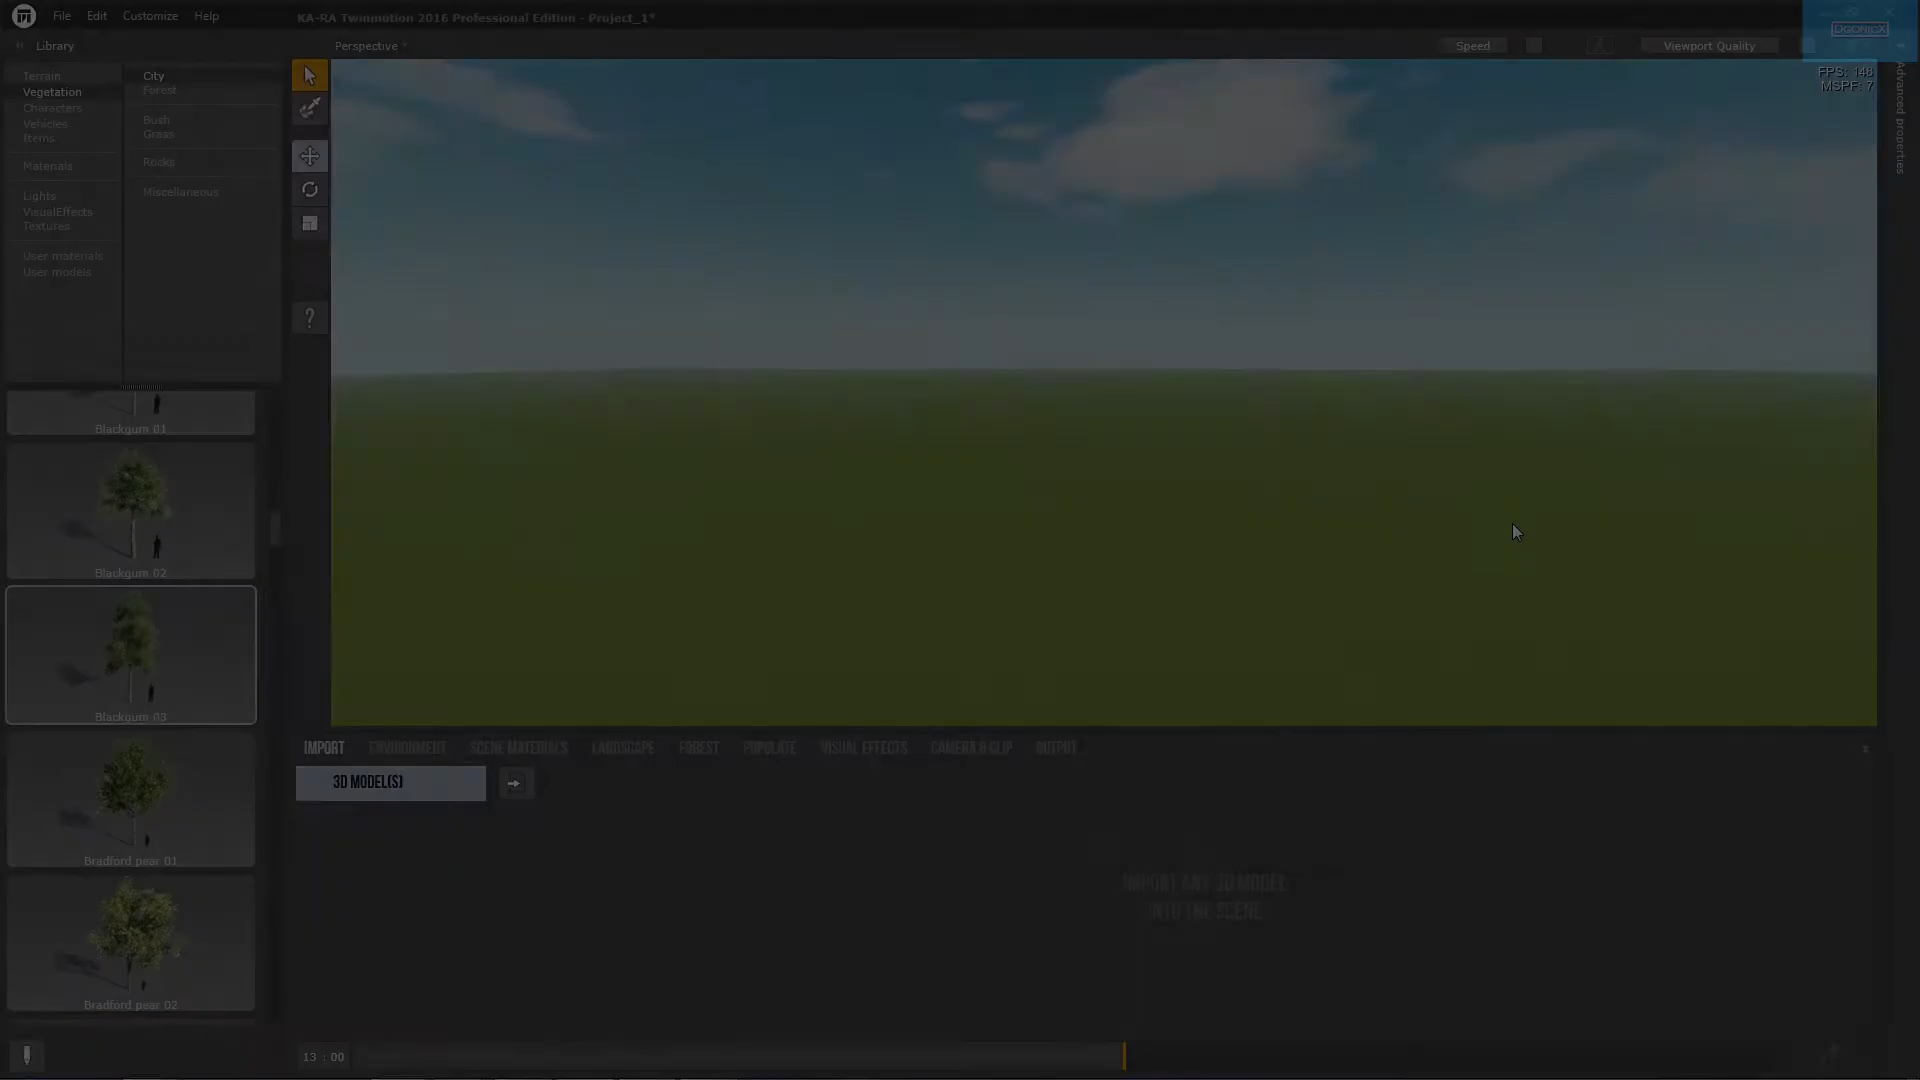 File Edit Customize Help KA-RA Twinmotion 2016 Professional Edition - Project_1*
DGONICX
Library
Perspective
Speed
Viewport Quality
FPS: 148
MSPF: 7
Advanced properties
Terrain
Vegetation
Characters
Vehicles
Items
Materials
Lights
VisualEffects
Textures
User materials
User models
City
Forest
Bush
Grass
Rocks
Miscellaneous
?
Blackgum 01
Blackgum 02
Blackgum 03
Bradford pear 01
Bradford pear 02
IMPORT ENVIRONMENT SCENE MATERIALS LANDSCAPE FOREST POPULATE VISUAL EFFECTS CAMERA & CLIP OUTPUT
x
3D MODEL(S)
IMPORT ANY 3D MODEL
INTO THE SCENE
13 : 00